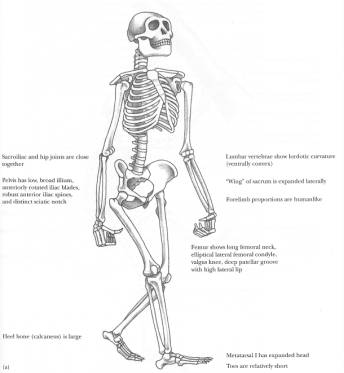 Sacroiliac and hip joints are close
together
Pelvis has low, broad illium,
anteriorly rotated iliac blades,
robust anterior iliac spines,
and distinct sciatic notch
Lumbar vertebrae show lordotic curvature
(ventrally convex)
"Wing" of sacrum is expanded laterally
Forelimb proportions are humanlike
Femur shows long femoral neck,
elliptical lateral femoral condyle,
valgus knee, deep patellar groove
with high lateral lip
Heel bone (calcaneus) is large
Metatarsal I has expanded head
Toes are relatively short
(a)